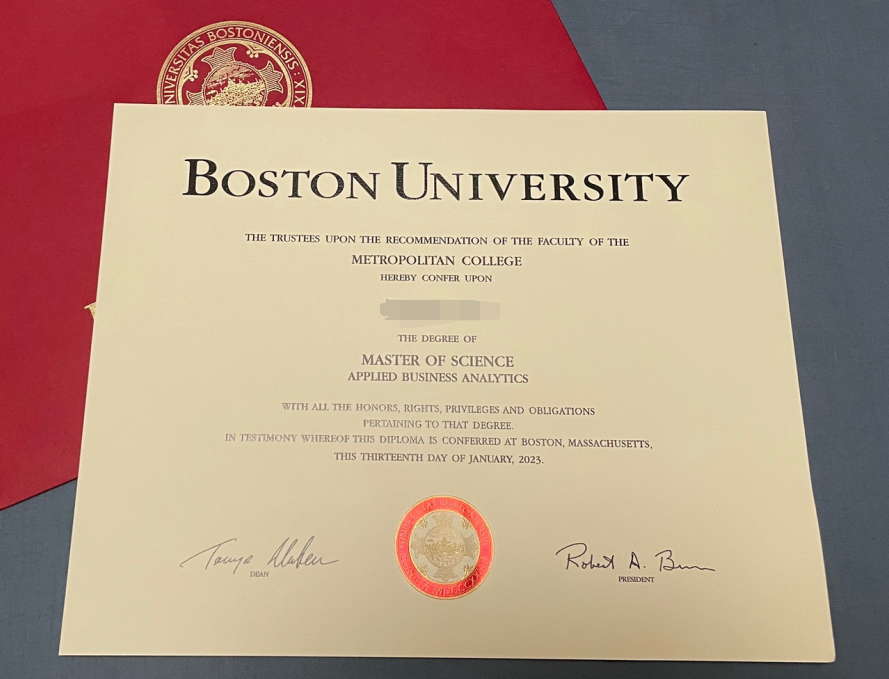 NIVERSITAS BOSTONIENSIS : XIX
BOSTON UNIVERSITY
THE TRUSTEES UPON THE RECOMMENDATION OF THE FACULTY OF THE
METROPOLITAN COLLEGE
HEREBY CONFER UPON
THE DEGREE OF
MASTER OF SCIENCE
APPLIED BUSINESS ANALYTICS
WITH ALL THE HONORS, RIGHTS, PRIVILEGES AND OBLIGATIONS
PERTAINING TO THAT DEGREE.
IN TESTIMONY WHEREOF THIS DIPLOMA IS CONFERRED AT BOSTON, MASSACHUSETTS,
THIS THIRTEENTH DAY OF JANUARY, 2023.
Tanya
Robert A.
DEAN
PRESIDENT